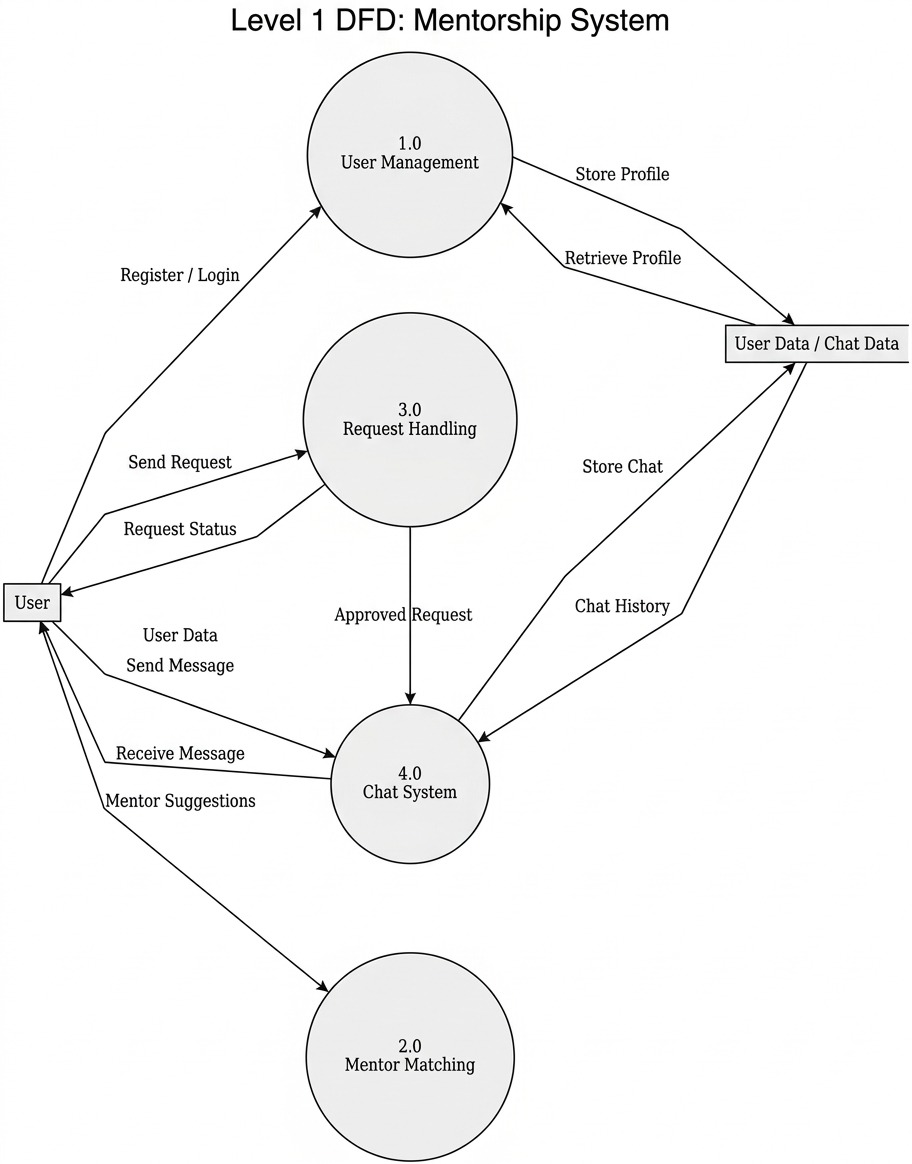 Level 1 DFD: Mentorship System
1.0
User Management
Store Profile
Retrieve Profile
Register / Login
User Data / Chat Data
3.0
Request Handling
Send Request
Store Chat
Request Status
User
Chat History
Approved Request
User Data
Send Message
Receive Message
4.0
Chat System
Mentor Suggestions
2.0
Mentor Matching